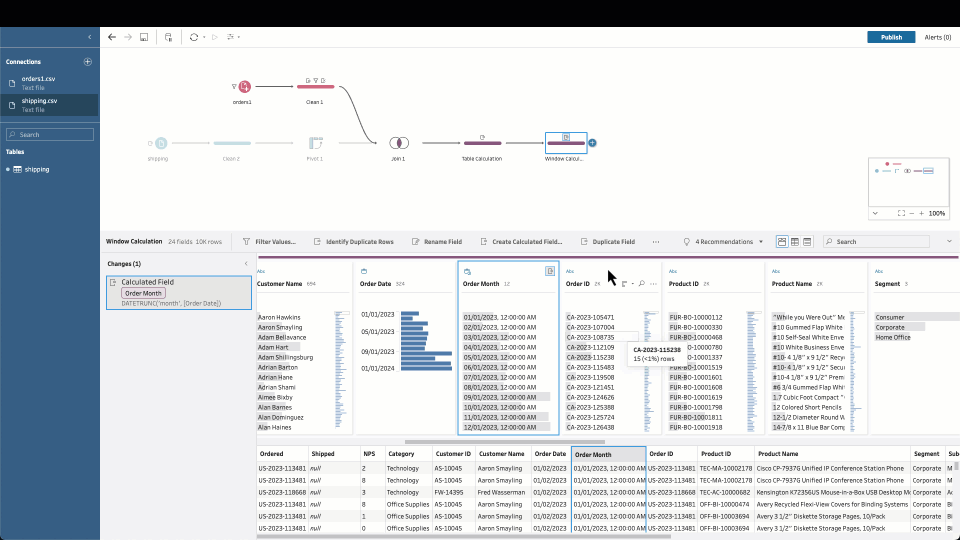 Publish
Alerts (0)
Connections
orders1.csv
Text file
shipping.csv
Text file
Search
Tables
shipping
orders1
Clean 1
shipping
Clean 2
Pivot 1
Join 1
Table Calculation
Window Calcul...
100%
Window Calculation 24 fields 10K rows
Filter Values...
Identify Duplicate Rows
Rename Field
Create Calculated Field...
Duplicate Field
...
4 Recommendations
Search
Changes (1)
Calculated Field
Order Month
DATETRUNC('month', [Order Date])
Abc
Customer Name 694
Aaron Hawkins
Aaron Smayling
Adam Bellavance
Adam Hart
Adam Shillingsburg
Adrian Barton
Adrian Hane
Adrian Shami
Aimee Bixby
Alan Barnes
Alan Dominguez
Alan Haines
Order Date 324
01/01/2023
05/01/2023
09/01/2023
01/01/2024
Order Month 12
01/01/2023, 12:00:00 AM
02/01/2023, 12:00:00 AM
03/01/2023, 12:00:00 AM
04/01/2023, 12:00:00 AM
05/01/2023, 12:00:00 AM
06/01/2023, 12:00:00 AM
07/01/2023, 12:00:00 AM
08/01/2023, 12:00:00 AM
09/01/2023, 12:00:00 AM
10/01/2023, 12:00:00 AM
11/01/2023, 12:00:00 AM
12/01/2023, 12:00:00 AM
Abc
Order ID 2K
CA-2023-105471
CA-2023-107004
CA-2023-108735
CA-2023-112109
CA-2023-115238
CA-2023-115483
CA-2023-119508
CA-2023-121451
CA-2023-124626
CA-2023-125388
CA-2023-125724
CA-2023-126438
CA-2023-115238
15 (<1%) rows
Abc
Product ID 2K
FUR-BO-10000112
FUR-BO-10000330
FUR-BO-10000468
FUR-BO-10000780
FUR-BO-10001337
FUR-BO-10001519
FUR-BO-10001601
FUR-BO-10001608
FUR-BO-10001619
FUR-BO-10001798
FUR-BO-10001811
FUR-BO-10001918
Abc
Product Name 2K
"While you Were Out" M
#10 Gummed Flap White
#10 Self-Seal White Env
#10 White Business Enve
#10- 4 1/8" x 9 1/2" Recy
#10-4 1/8" x 9 1/2" Prem
#6 3/4 Gummed Flap Wh
1.7 Cubic Foot Compact "
12 Colored Short Pencils
12-1/2 Diameter Round W
14-7/8 x 11 Blue Bar Comp
Abc
Segment 3
Consumer
Corporate
Home Office
Ordered Shipped NPS Category Customer ID Customer Name Order Date Order Month Order ID Product ID Product Name Segment
US-2023-113481 null 2 Technology AS-10045 Aaron Smayling 01/02/2023 01/01/2023, 12:00:00 AM US-2023-113481 TEC-MA-10002178 Cisco CP-7937G Unified IP Conference Station Phone Corporate
US-2023-113481 null 8 Technology AS-10045 Aaron Smayling 01/02/2023 01/01/2023, 12:00:00 AM US-2023-113481 TEC-MA-10002178 Cisco CP-7937G Unified IP Conference Station Phone Corporate
US-2023-118668 null 3 Technology FW-14395 Fred Wasserman 01/02/2023 01/01/2023, 12:00:00 AM US-2023-118668 TEC-AC-10000682 Kensington K72356US Mouse-in-a-Box USB Desktop Mo Corporate
US-2023-113481 null 8 Office Supplies AS-10045 Aaron Smayling 01/02/2023 01/01/2023, 12:00:00 AM US-2023-113481 OFF-BI-10000474 Avery Recycled Flexi-View Covers for Binding Systems Corporate
US-2023-113481 null 1 Office Supplies AS-10045 Aaron Smayling 01/02/2023 01/01/2023, 12:00:00 AM US-2023-113481 OFF-BI-10003694 Avery 3 1/2" Diskette Storage Pages, 10/Pack Corporate
US-2023-113481 null 0 Office Supplies AS-10045 Aaron Smayling 01/02/2023 01/01/2023, 12:00:00 AM US-2023-113481 OFF-BI-10003694 Avery 3 1/2" Diskette Storage Pages, 10/Pack Corporate